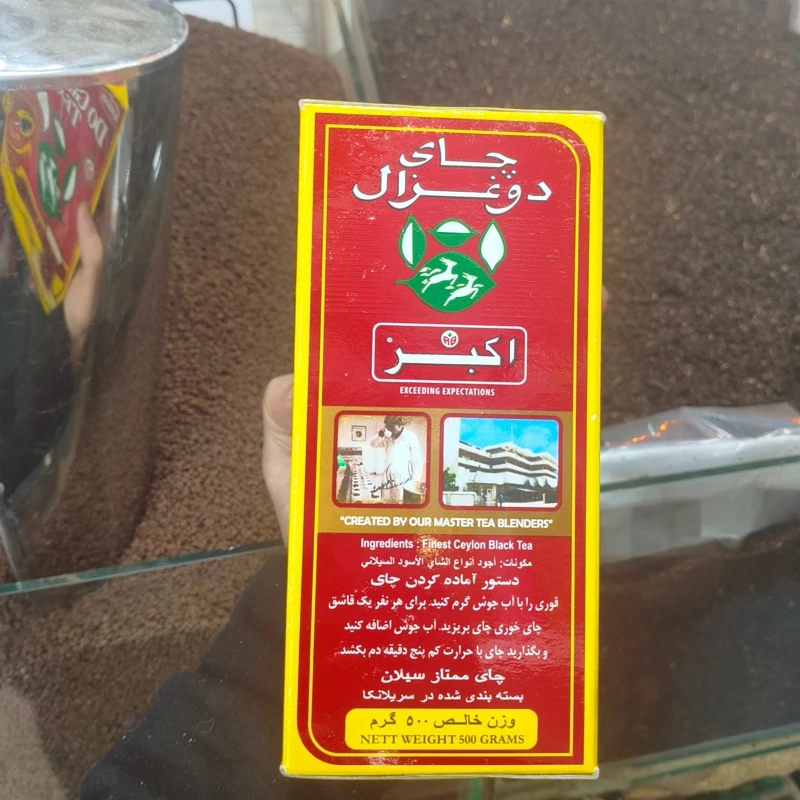 چای
دوغزال
اکبر
EXCEEDING EXPECTATIONS
"CREATED BY OUR MASTER TEA BLENDERS"
Ingredients : Finest Ceylon Black Tea
مكونات: أجود أنواع الشاي الأسود السيلاني
دستور آماده کردن چای
قوری را با آب جوش گرم کنید. برای هر نفر یک قاشق
چای خوری چای بریزید. آب جوش اضافه کنید
و بگذارید چای با حرارت کم پنج دقیقه دم بکشد.
چای ممتاز سیلان
بسته بندی شده در سریلانکا
وزن خالص ۵۰۰ گرم
NETT WEIGHT 500 GRAMS